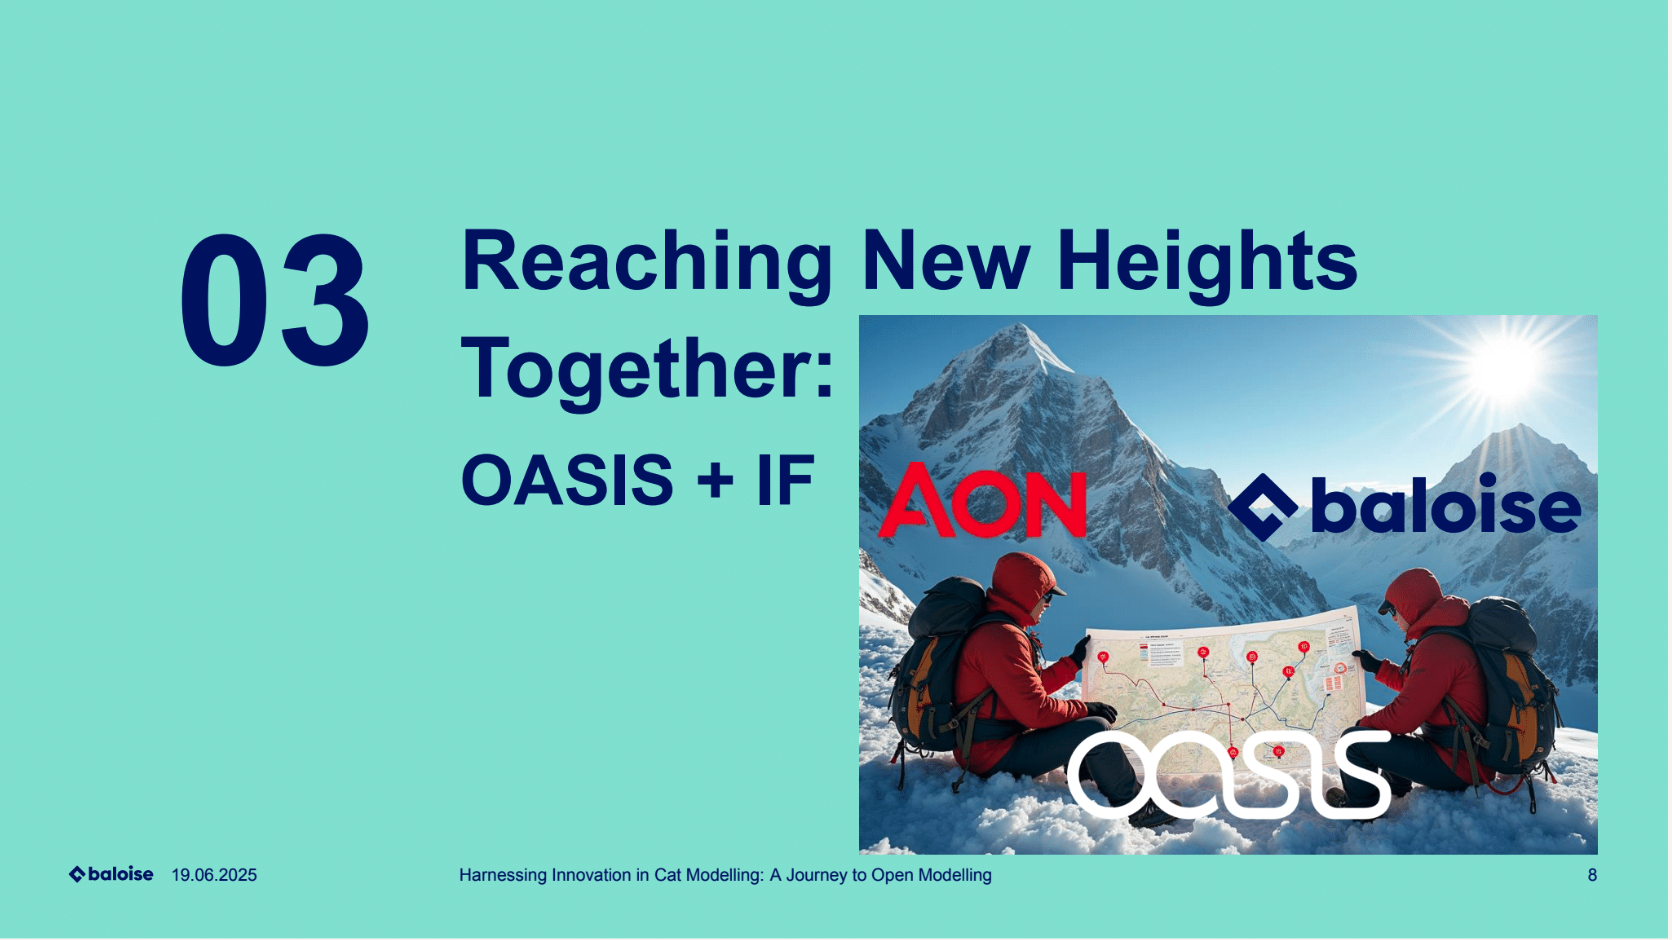 03
Reaching New Heights
Together:
OASIS + IF
AON
baloise
oasis
baloise
19.06.2025
Harnessing Innovation in Cat Modelling: A Journey to Open Modelling
8